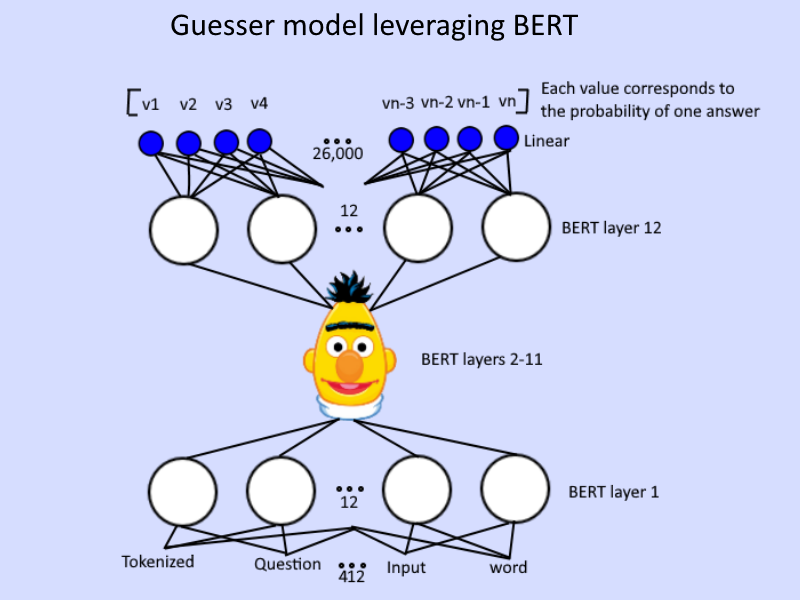 Guesser model leveraging BERT
v1 v2 v3 v4 vn-3 vn-2 vn-1 vn
Each value corresponds to
the probability of one answer
Linear
26,000
12
BERT layer 12
BERT layers 2-11
12
BERT layer 1
Tokenized Question Input word
412